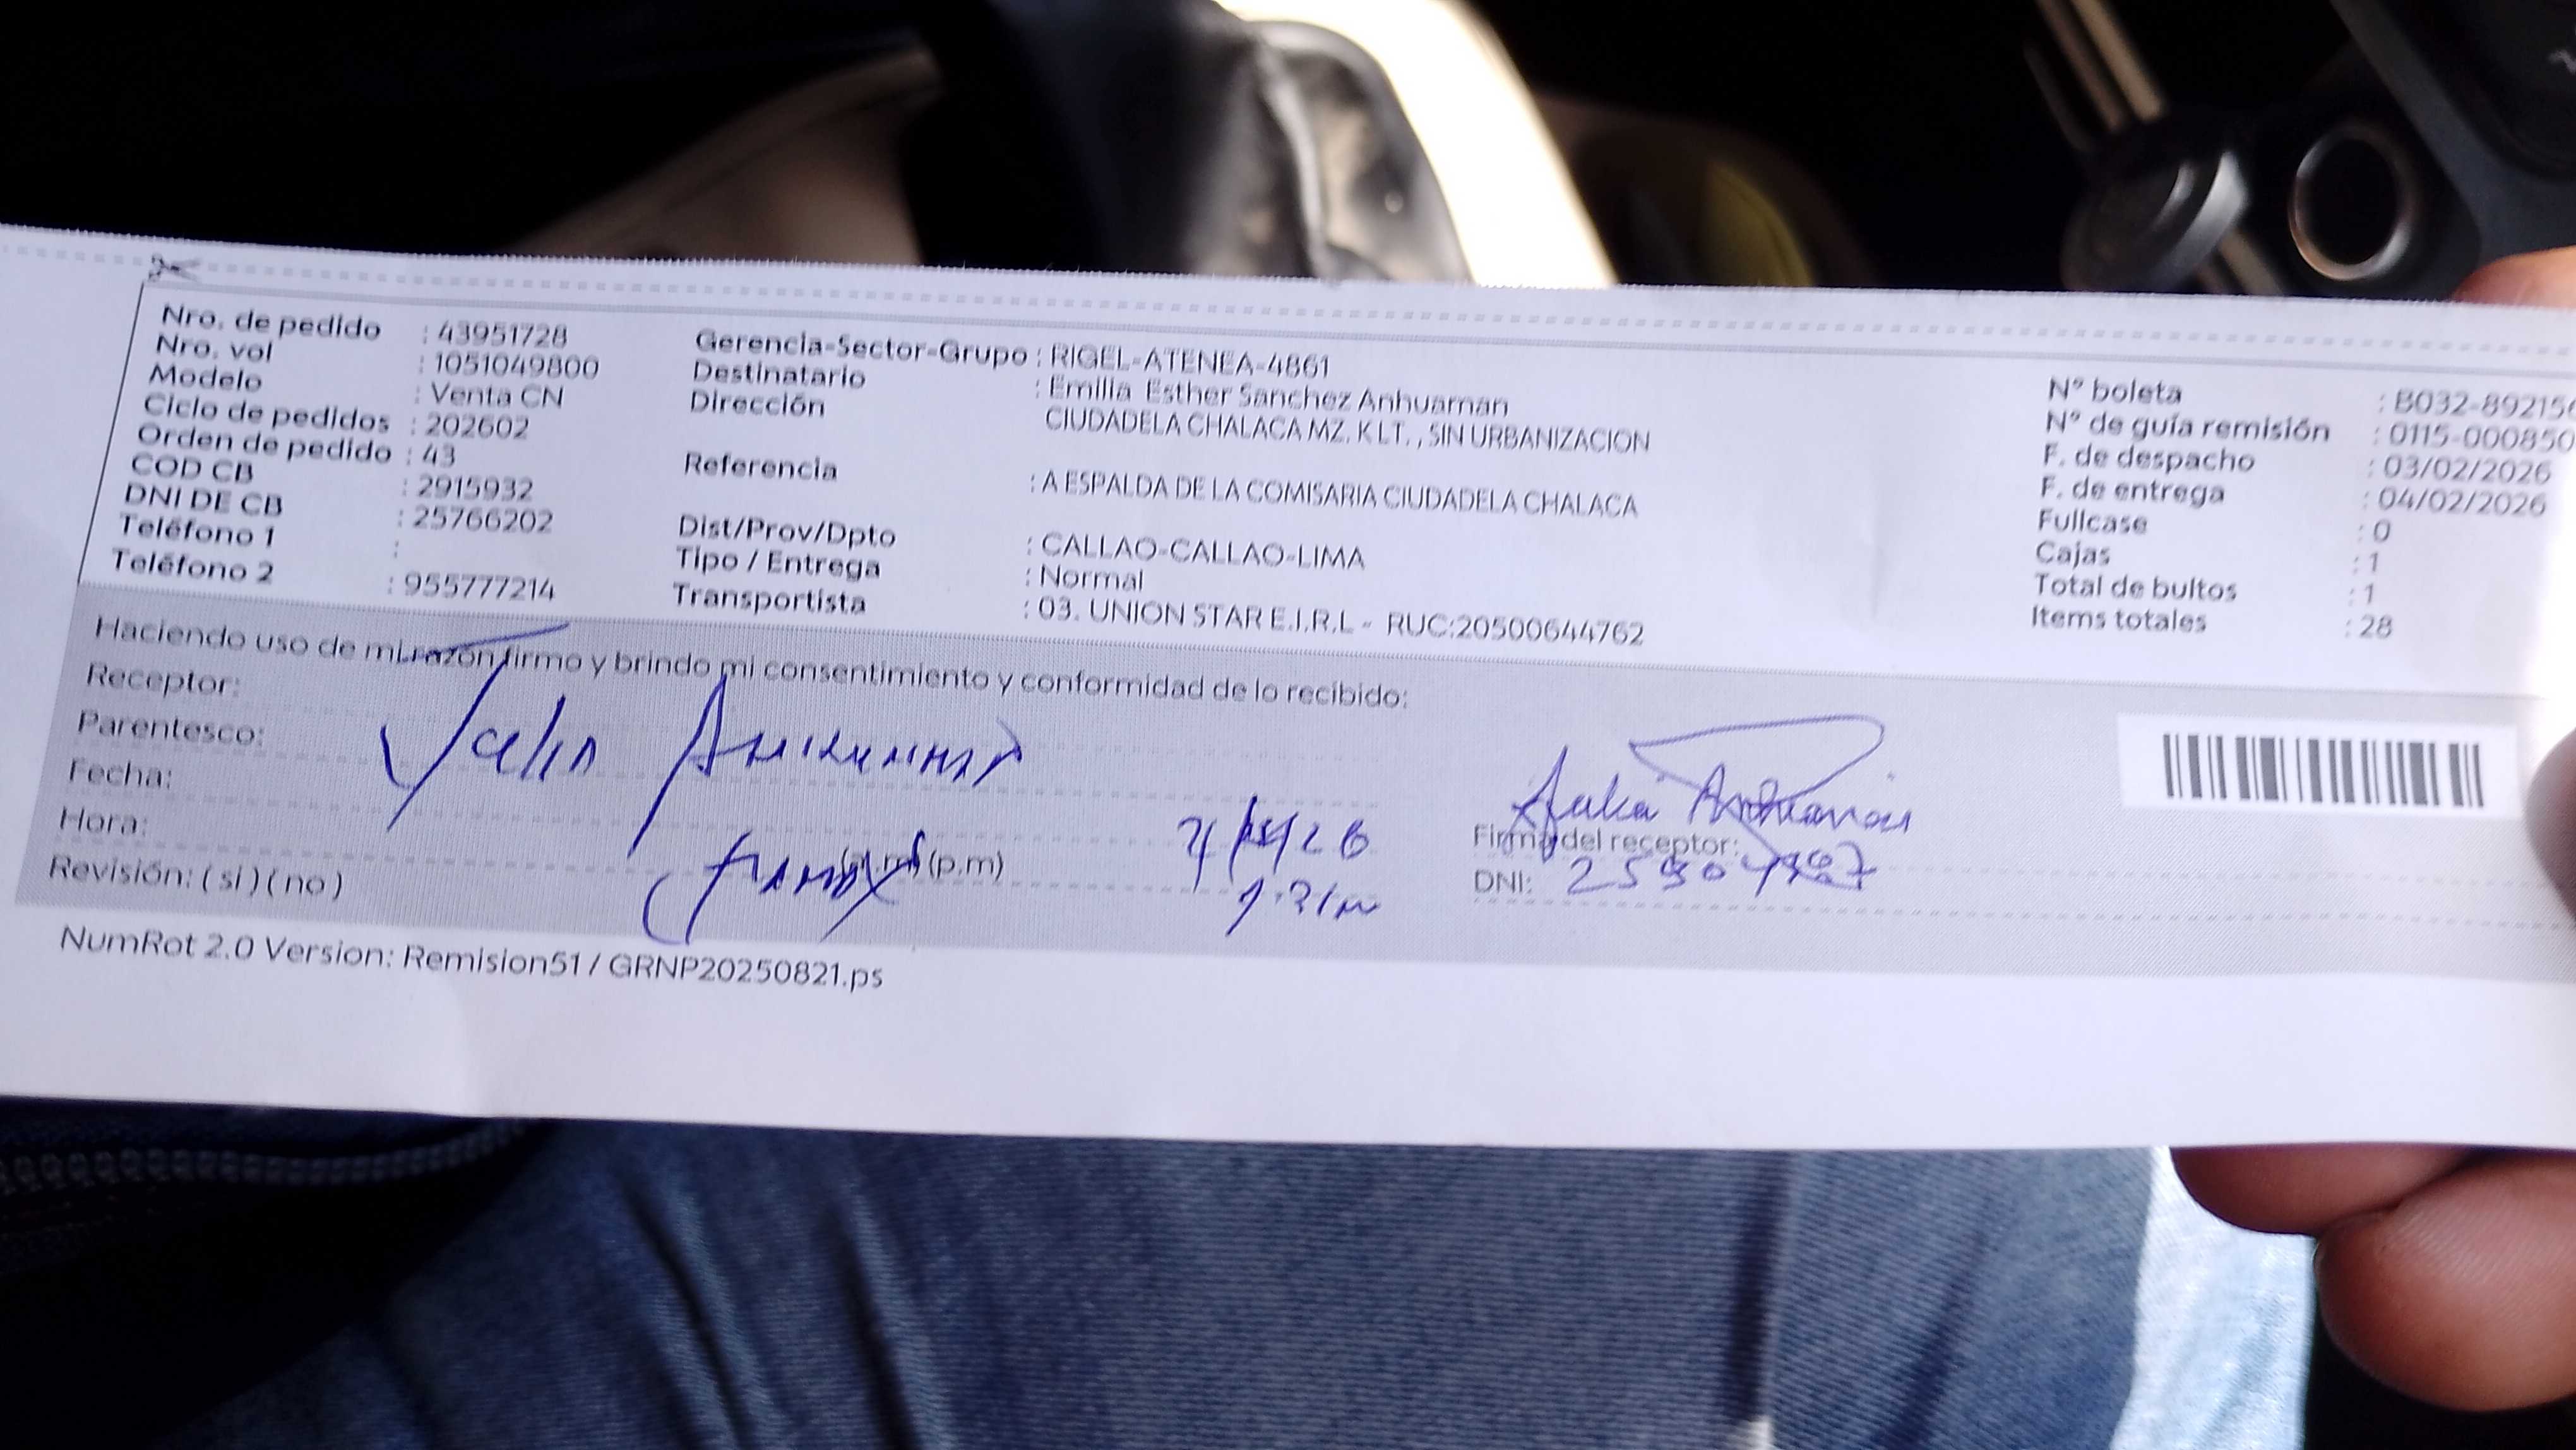 Nro. de pedido : 43951728
Nro. vol : 1051049800
Modelo : Venta CN
Ciclo de pedidos : 202602
Orden de pedido : 43
COD CB : 2915932
DNI DE CB : 25766202
Teléfono 1 :
Teléfono 2 : 955777214
Gerencia-Sector-Grupo : RIGEL-ATENEA-4861
Destinatario : Emilia Esther Sanchez Anhuaman
Dirección CIUDADELA CHALACA MZ. K LT. , SIN URBANIZACION
Referencia : A ESPALDA DE LA COMISARIA CIUDADELA CHALACA
Dist/Prov/Dpto : CALLAO-CALLAO-LIMA
Tipo / Entrega : Normal
Transportista : 03. UNION STAR E.I.R.L - RUC:20500644762
N° boleta : B032-89215
N° de guía remisión : 0115-000850
F. de despacho : 03/02/2026
F. de entrega : 04/02/2026
Fullcase : 0
Cajas : 1
Total de bultos : 1
Items totales : 28
Haciendo uso de mi razón firmo y brindo mi consentimiento y conformidad de lo recibido:
Receptor:
Parentesco:
Fecha:
Hora: (p.m)
Revisión: ( si ) ( no )
Firma del receptor:
DNI:
NumRot 2.0 Version: Remision51 / GRNP20250821.ps